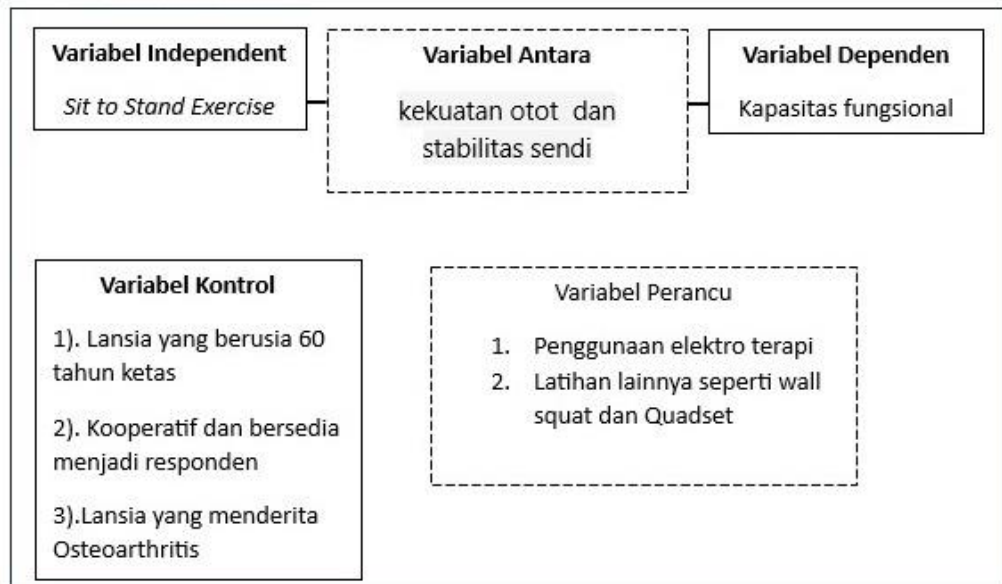 Variabel Independent
Sit to Stand Exercise
Variabel Antara
kekuatan otot dan
stabilitas sendi
Variabel Dependen
Kapasitas fungsional
Variabel Kontrol
1). Lansia yang berusia 60
tahun ketas
2). Kooperatif dan bersedia
menjadi responden
3).Lansia yang menderita
Osteoarthritis
Variabel Perancu
1. Penggunaan elektro terapi
2. Latihan lainnya seperti wall
squat dan Quadset